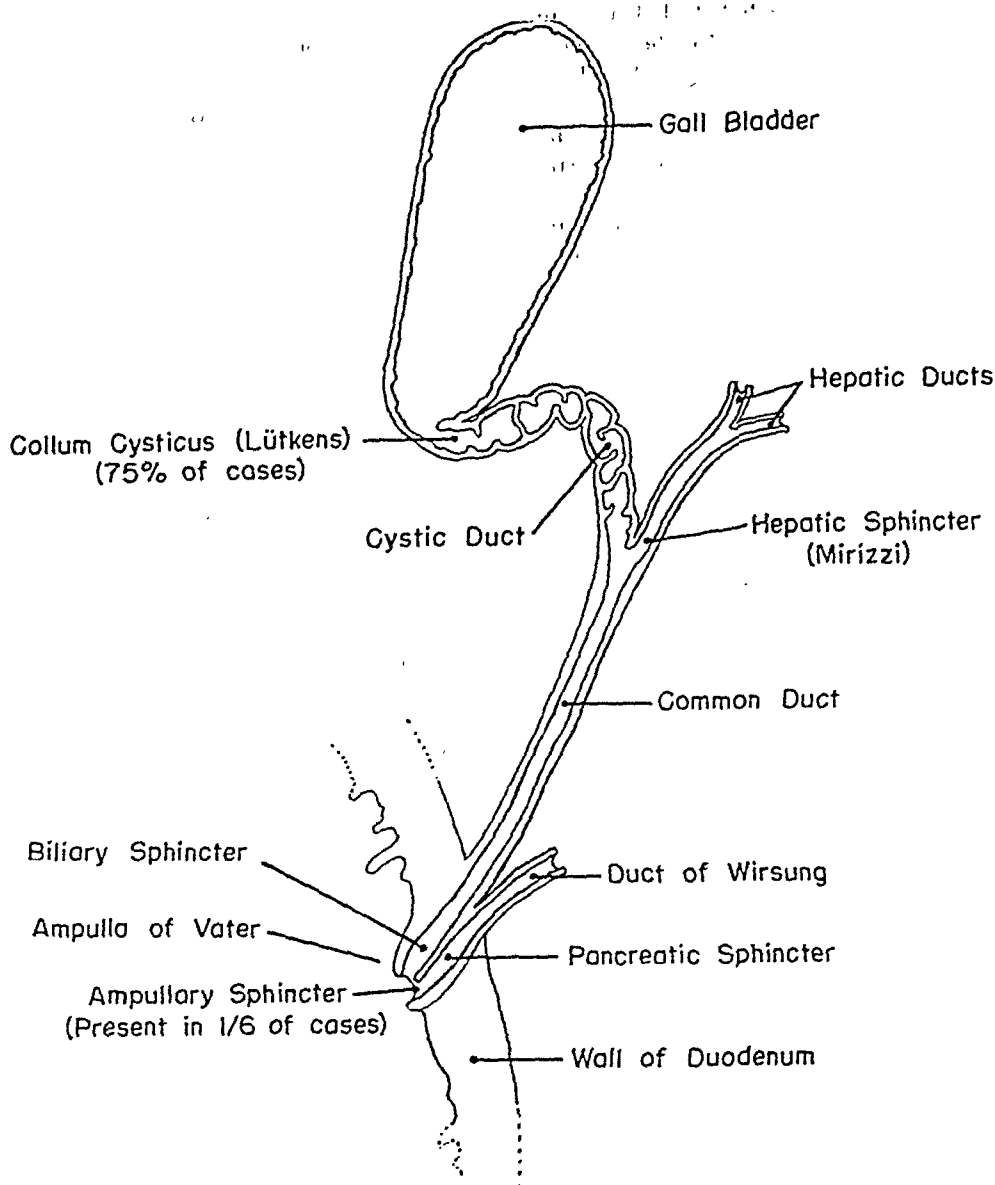 Gall Bladder
Hepatic Ducts
Collum Cysticus (Lütkens)
(75% of cases)
Cystic Duct
Hepatic Sphincter
(Mirizzi)
Common Duct
Biliary Sphincter
Duct of Wirsung
Ampulla of Vater
Pancreatic Sphincter
Ampullary Sphincter
(Present in 1/6 of cases)
Wall of Duodenum